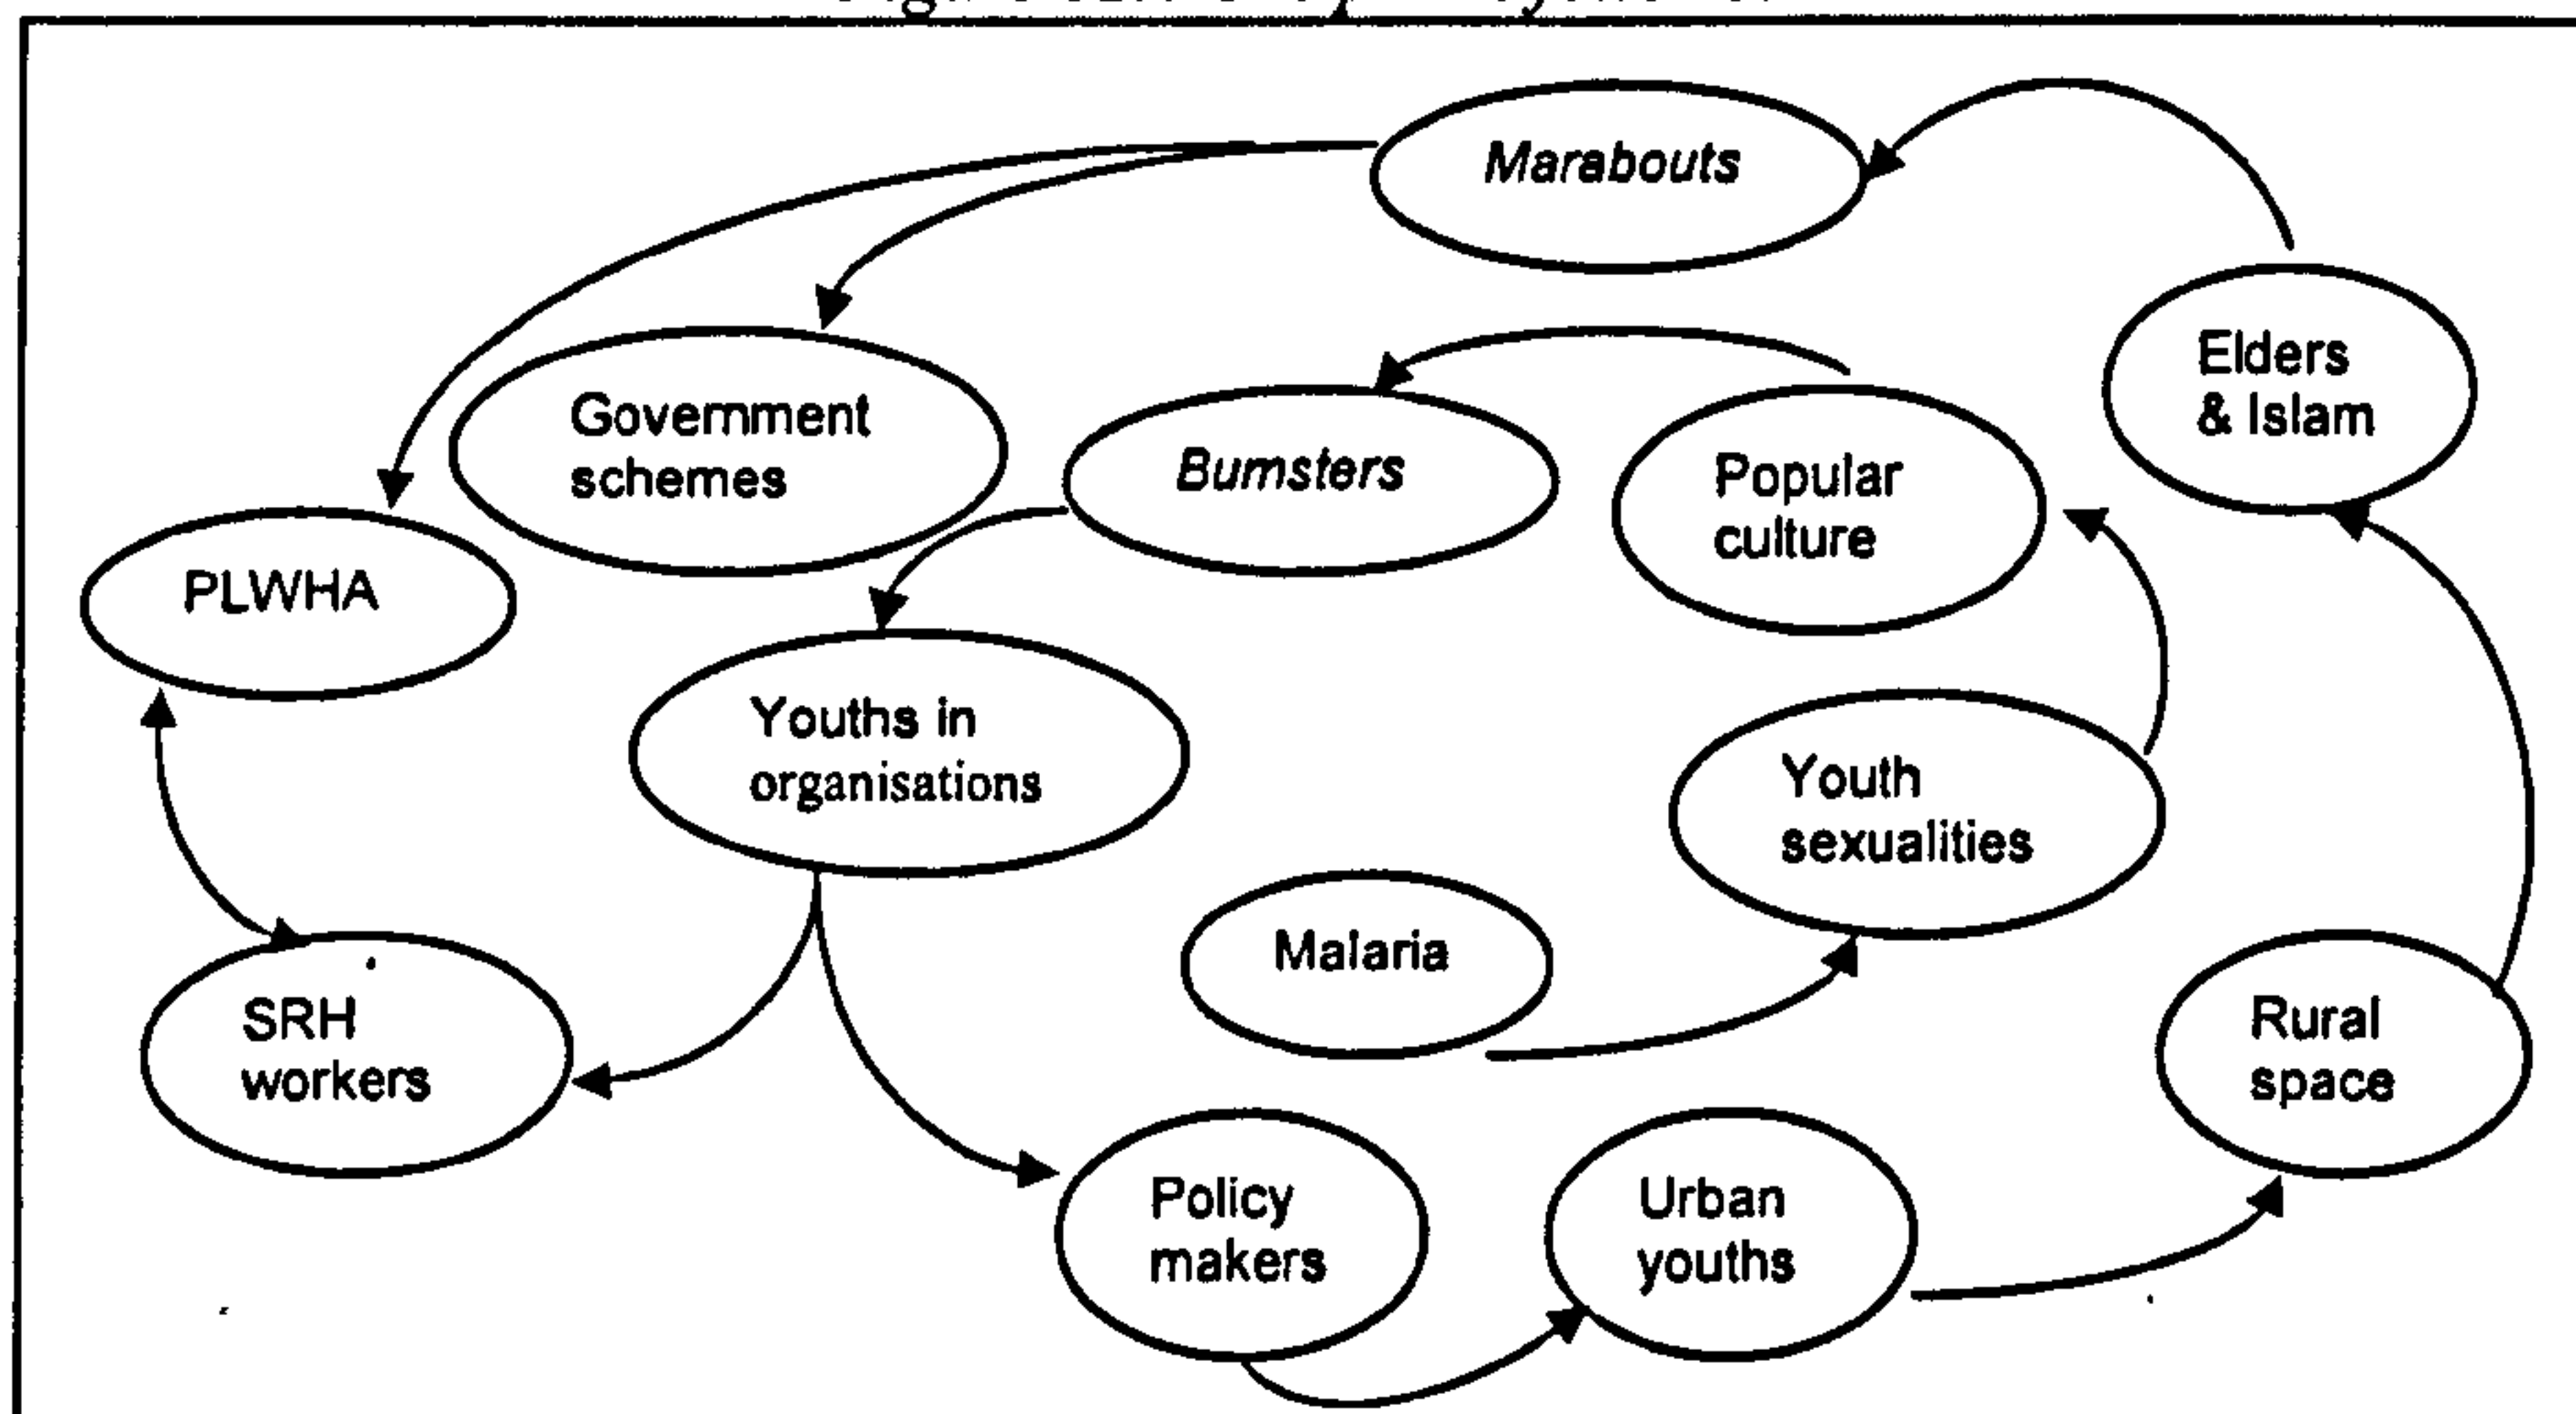 Marabouts
Elders
& Islam
Government
schemes
Bumsters
Popular
culture
PLWHA
Youths in
organisations
Youth
sexualities
Malaria
SRH
workers
Rural
space
Policy
makers
Urban
youths